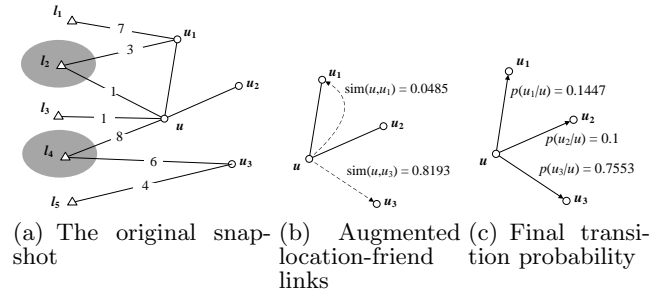 l₁
7
u₁
3
l₂
u₂
1
l₃
1
u
8
l₄
6
u₃
4
l₅
(a) The original snap-
shot
u₁
sim(u,u₁) = 0.0485
u₂
u
sim(u,u₃) = 0.8193
u₃
(b) Augmented
location-friend
links
u₁
p(u₁/u) = 0.1447
u₂
p(u₂/u) = 0.1
u
p(u₃/u) = 0.7553
u₃
(c) Final transi-
tion probability